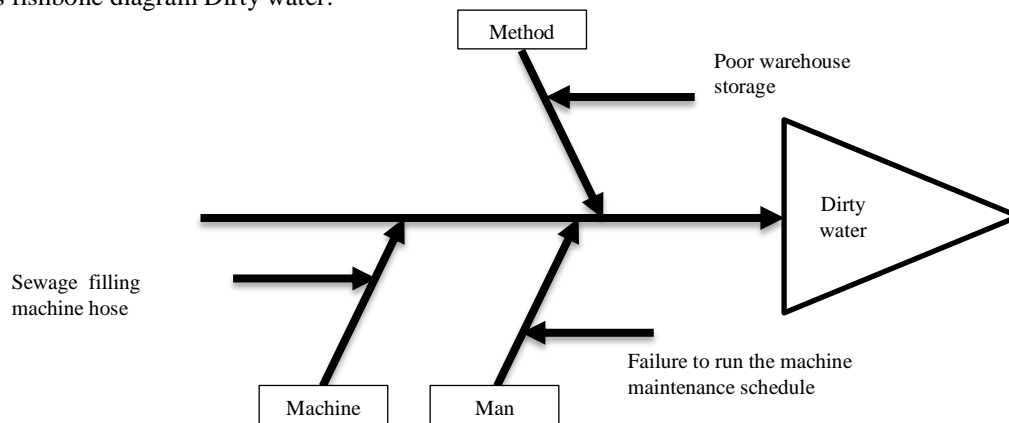 s fishbone diagram Dirty water.
Method
Poor warehouse
storage
Dirty
water
Sewage filling
machine hose
Failure to run the machine
maintenance schedule
Machine
Man